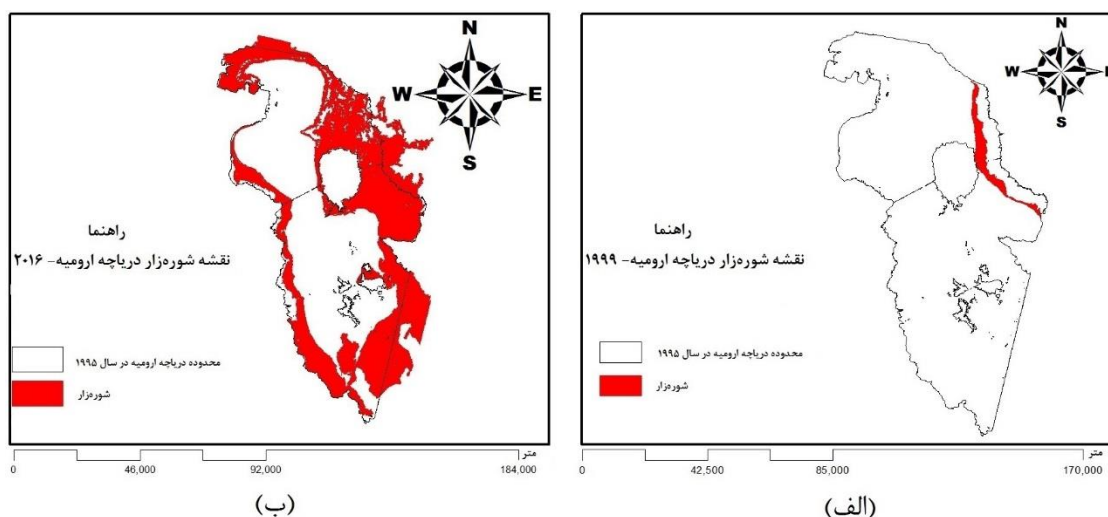 N
W
E
S
راهنما
نقشه شوره‌زار دریاچه ارومیه- ۱۹۹۹
محدوده دریاچه ارومیه در سال ۱۹۹۵
شوره‌زار
متر
0 42,500 85,000 170,000
(الف)
N
W
E
S
راهنما
نقشه شوره‌زار دریاچه ارومیه- ۲۰۱۶
محدوده دریاچه ارومیه در سال ۱۹۹۵
شوره‌زار
متر
0 46,000 92,000 184,000
(ب)